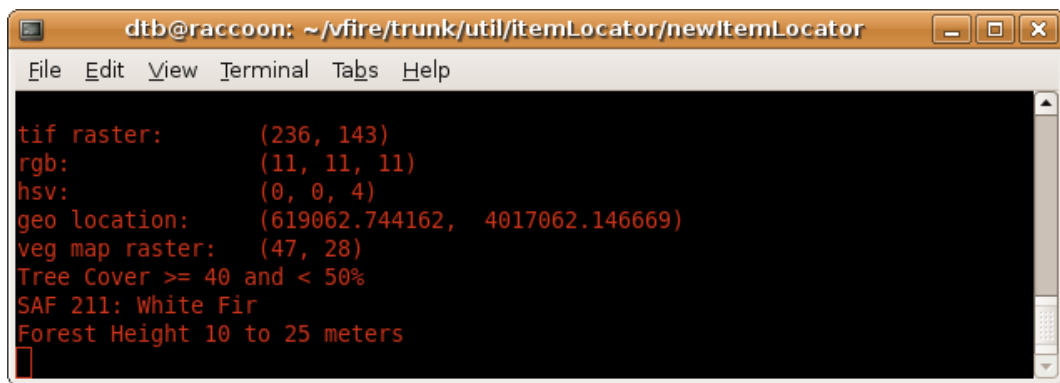 dtb@raccoon: ~/vfire/trunk/util/itemLocator/newItemLocator
File Edit View Terminal Tabs Help
tif raster: (236, 143)
rgb: (11, 11, 11)
hsv: (0, 0, 4)
geo location: (619062.744162, 4017062.146669)
veg map raster: (47, 28)
Tree Cover >= 40 and < 50%
SAF 211: White Fir
Forest Height 10 to 25 meters